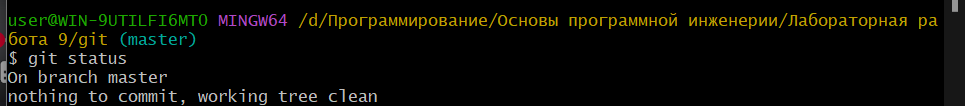 user@WIN-9UTILFI6MTO MINGW64 /d/Программирование/Основы программной инженерии/Лабораторная ра
бота 9/git (master)
$ git status
On branch master
nothing to commit, working tree clean